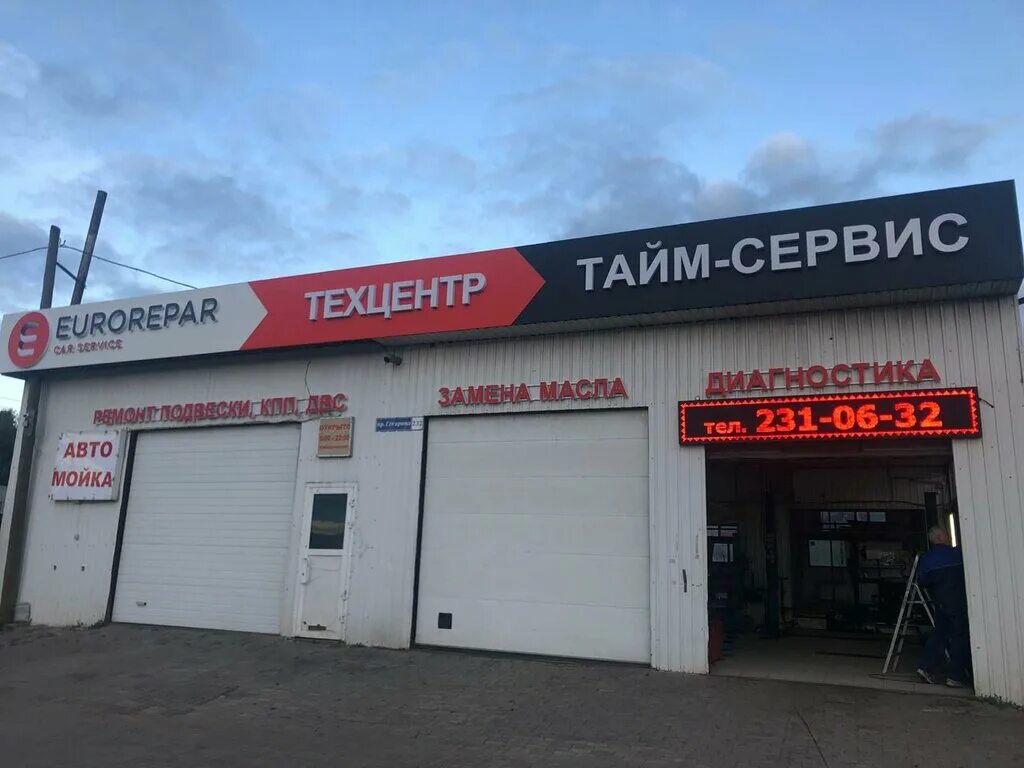 EUROREPAR
CAR SERVICE
ТЕХЦЕНТР
ТАЙМ-СЕРВИС
РЕМОНТ ПОДВЕСКИ, КПП, ДВС
ЗАМЕНА МАСЛА
ДИАГНОСТИКА
тел. 231-06-32
АВТО
МОЙКА
ОТКРЫТО